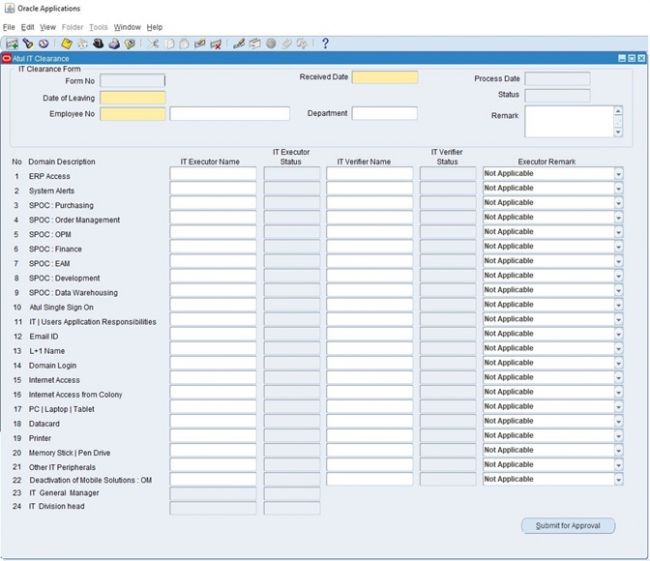 Oracle Applications
File Edit View Folder Tools Window Help
Atul IT Clearance
IT Clearance Form
Form No
Received Date
Process Date
Date of Leaving
Status
Employee No
Department
Remark
No Domain Description IT Executor Name IT Executor Status IT Verifier Name IT Verifier Status Executor Remark
1 ERP Access Not Applicable
2 System Alerts Not Applicable
3 SPOC : Purchasing Not Applicable
4 SPOC : Order Management Not Applicable
5 SPOC : OPM Not Applicable
6 SPOC : Finance Not Applicable
7 SPOC : EAM Not Applicable
8 SPOC : Development Not Applicable
9 SPOC : Data Warehousing Not Applicable
10 Atul Single Sign On Not Applicable
11 IT | Users Application Responsibilities Not Applicable
12 Email ID Not Applicable
13 L+1 Name Not Applicable
14 Domain Login Not Applicable
15 Internet Access Not Applicable
16 Internet Access from Colony Not Applicable
17 PC | Laptop | Tablet Not Applicable
18 Datacard Not Applicable
19 Printer Not Applicable
20 Memory Stick | Pen Drive Not Applicable
21 Other IT Peripherals Not Applicable
22 Deactivation of Mobile Solutions : OM Not Applicable
23 IT General Manager
24 IT Division head
Submit for Approval